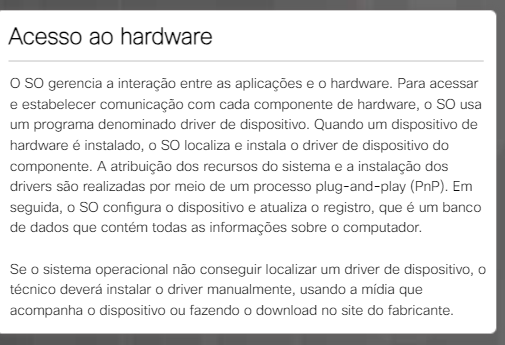 Acesso ao hardware
O SO gerencia a interação entre as aplicações e o hardware. Para acessar
e estabelecer comunicação com cada componente de hardware, o SO usa
um programa denominado driver de dispositivo. Quando um dispositivo de
hardware é instalado, o SO localiza e instala o driver de dispositivo do
componente. A atribuição dos recursos do sistema e a instalação dos
drivers são realizadas por meio de um processo plug-and-play (PnP). Em
seguida, o SO configura o dispositivo e atualiza o registro, que é um banco
de dados que contém todas as informações sobre o computador.
Se o sistema operacional não conseguir localizar um driver de dispositivo, o
técnico deverá instalar o driver manualmente, usando a mídia que
acompanha o dispositivo ou fazendo o download no site do fabricante.